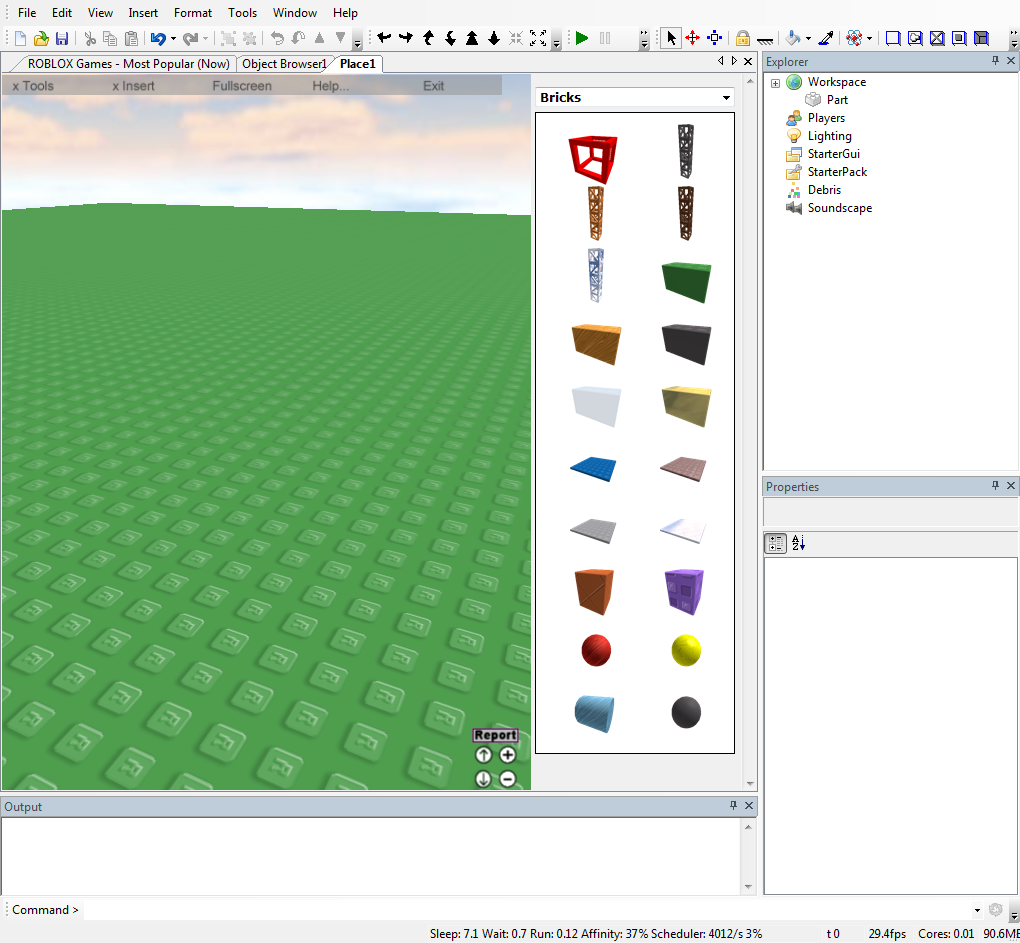 File Edit View Insert Format Tools Window Help
ROBLOX Games - Most Popular (Now) Object Browser1 Place1
x Tools x Insert Fullscreen Help... Exit
Bricks
Explorer
Workspace
Part
Players
Lighting
StarterGui
StarterPack
Debris
Soundscape
Properties
Report
Output
Command >
Sleep: 7.1 Wait: 0.7 Run: 0.12 Affinity: 37% Scheduler: 4012/s 3% t 0 29.4fps Cores: 0.01